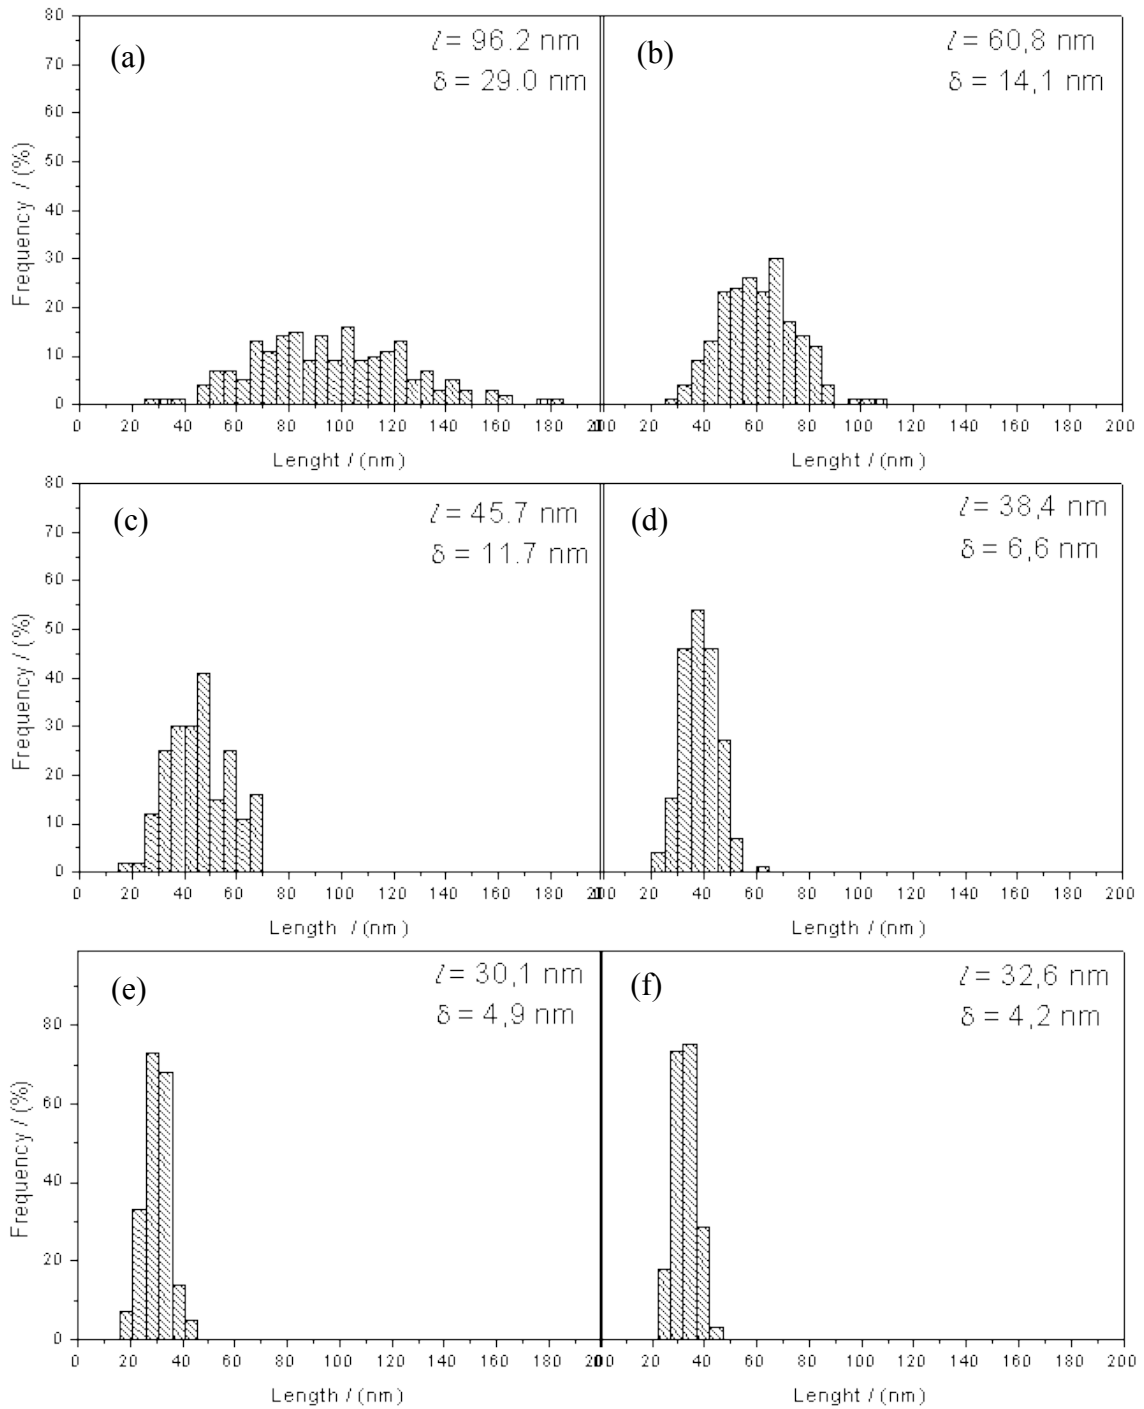 (a)
l = 96.2 nm
δ = 29.0 nm
80
70
60
50
40
30
20
10
0
Frequency / (%)
0 20 40 60 80 100 120 140 160 180
Lenght / (nm)
(b)
l = 60,8 nm
δ = 14,1 nm
20 40 60 80 100 120 140 160 180 200
Lenght / (nm)
(c)
l = 45.7 nm
δ = 11.7 nm
80
70
60
50
40
30
20
10
0
Frequency / (%)
0 20 40 60 80 100 120 140 160 180
Length / (nm)
(d)
l = 38,4 nm
δ = 6,6 nm
20 40 60 80 100 120 140 160 180 200
Length / (nm)
(e)
l = 30,1 nm
δ = 4,9 nm
80
60
40
20
0
Frequency / (%)
0 20 40 60 80 100 120 140 160 180
Length / (nm)
(f)
l = 32,6 nm
δ = 4,2 nm
20 40 60 80 100 120 140 160 180 200
Lenght / (nm)